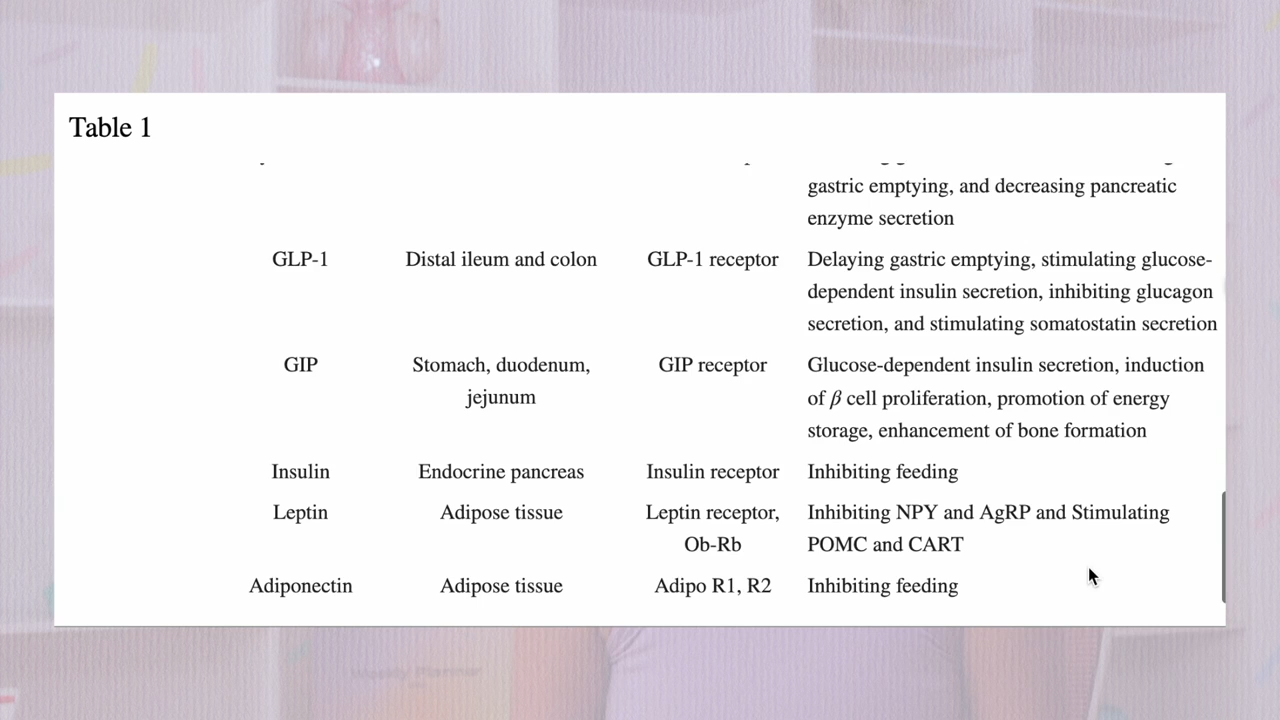 Table 1
gastric emptying, and decreasing pancreatic
enzyme secretion
GLP-1 Distal ileum and colon GLP-1 receptor Delaying gastric emptying, stimulating glucose-
dependent insulin secretion, inhibiting glucagon
secretion, and stimulating somatostatin secretion
GIP Stomach, duodenum, GIP receptor Glucose-dependent insulin secretion, induction
jejunum of β cell proliferation, promotion of energy
storage, enhancement of bone formation
Insulin Endocrine pancreas Insulin receptor Inhibiting feeding
Leptin Adipose tissue Leptin receptor, Inhibiting NPY and AgRP and Stimulating
Ob-Rb POMC and CART
Adiponectin Adipose tissue Adipo R1, R2 Inhibiting feeding
Weekly Planner